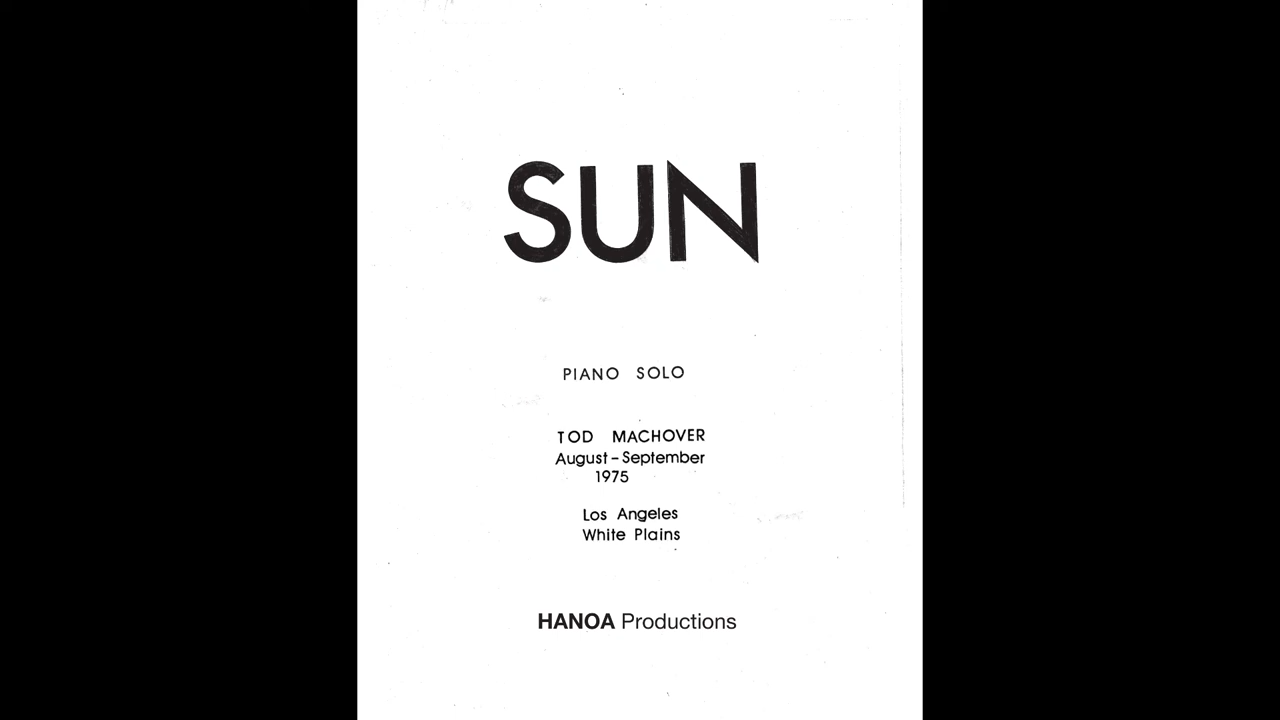 SUN
PIANO SOLO
TOD MACHOVER
August – September
1975
Los Angeles
White Plains
HANOA Productions